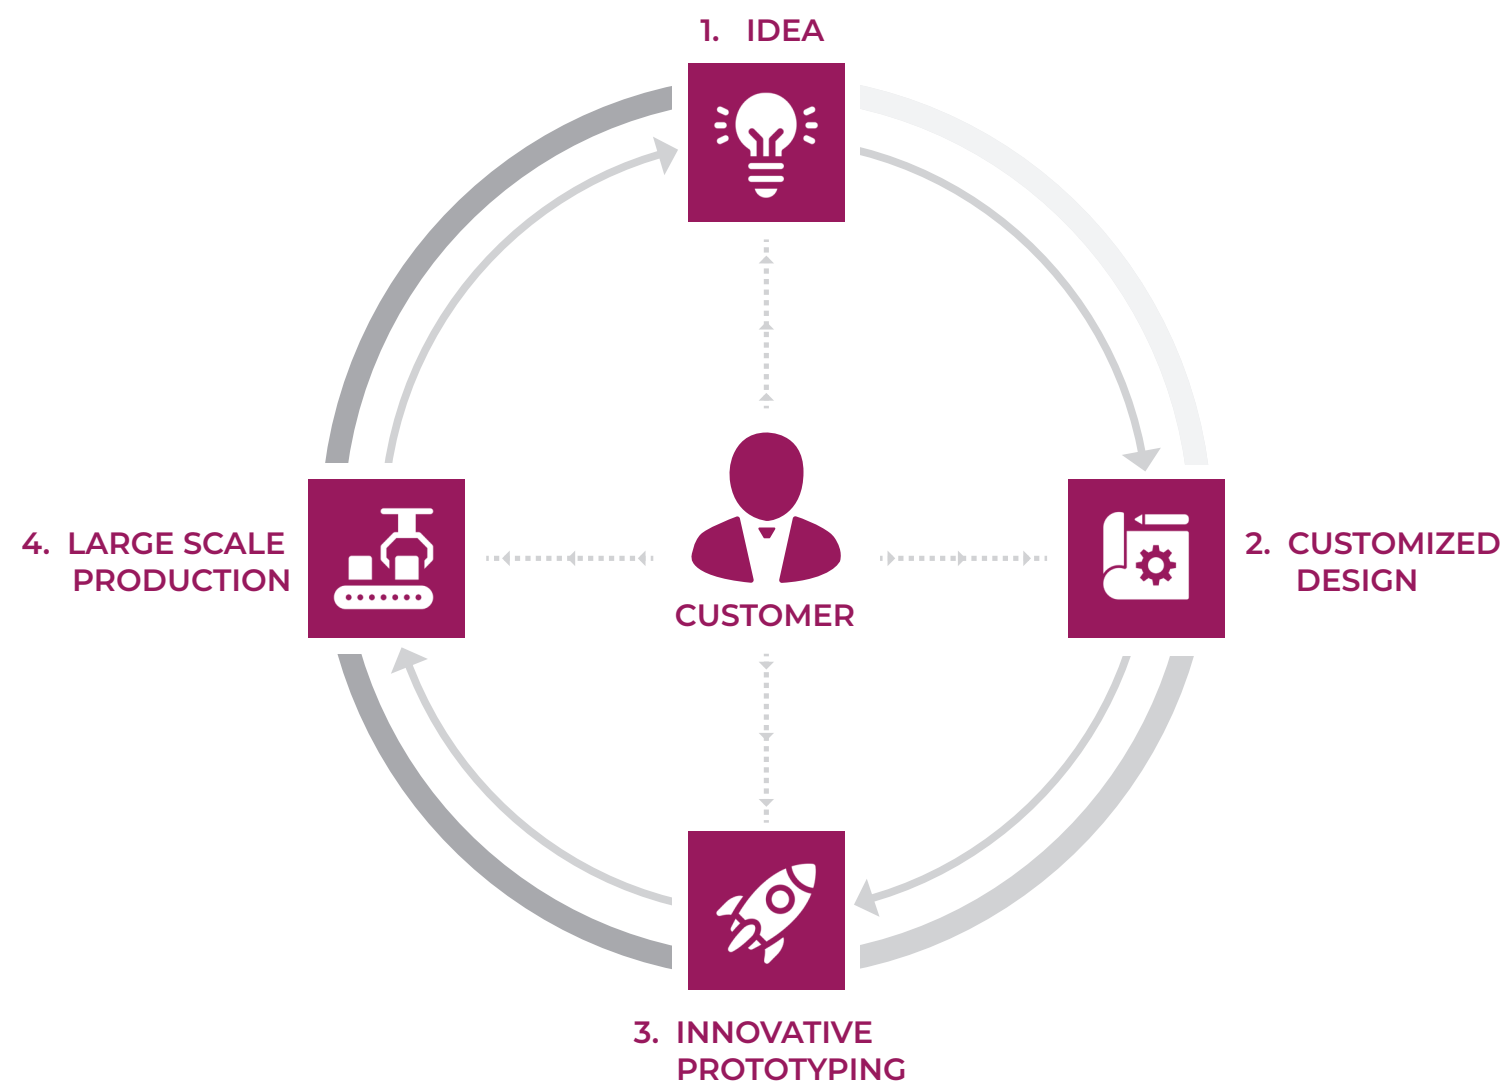 1. IDEA
2. CUSTOMIZED
DESIGN
3. INNOVATIVE
PROTOTYPING
4. LARGE SCALE
PRODUCTION
CUSTOMER